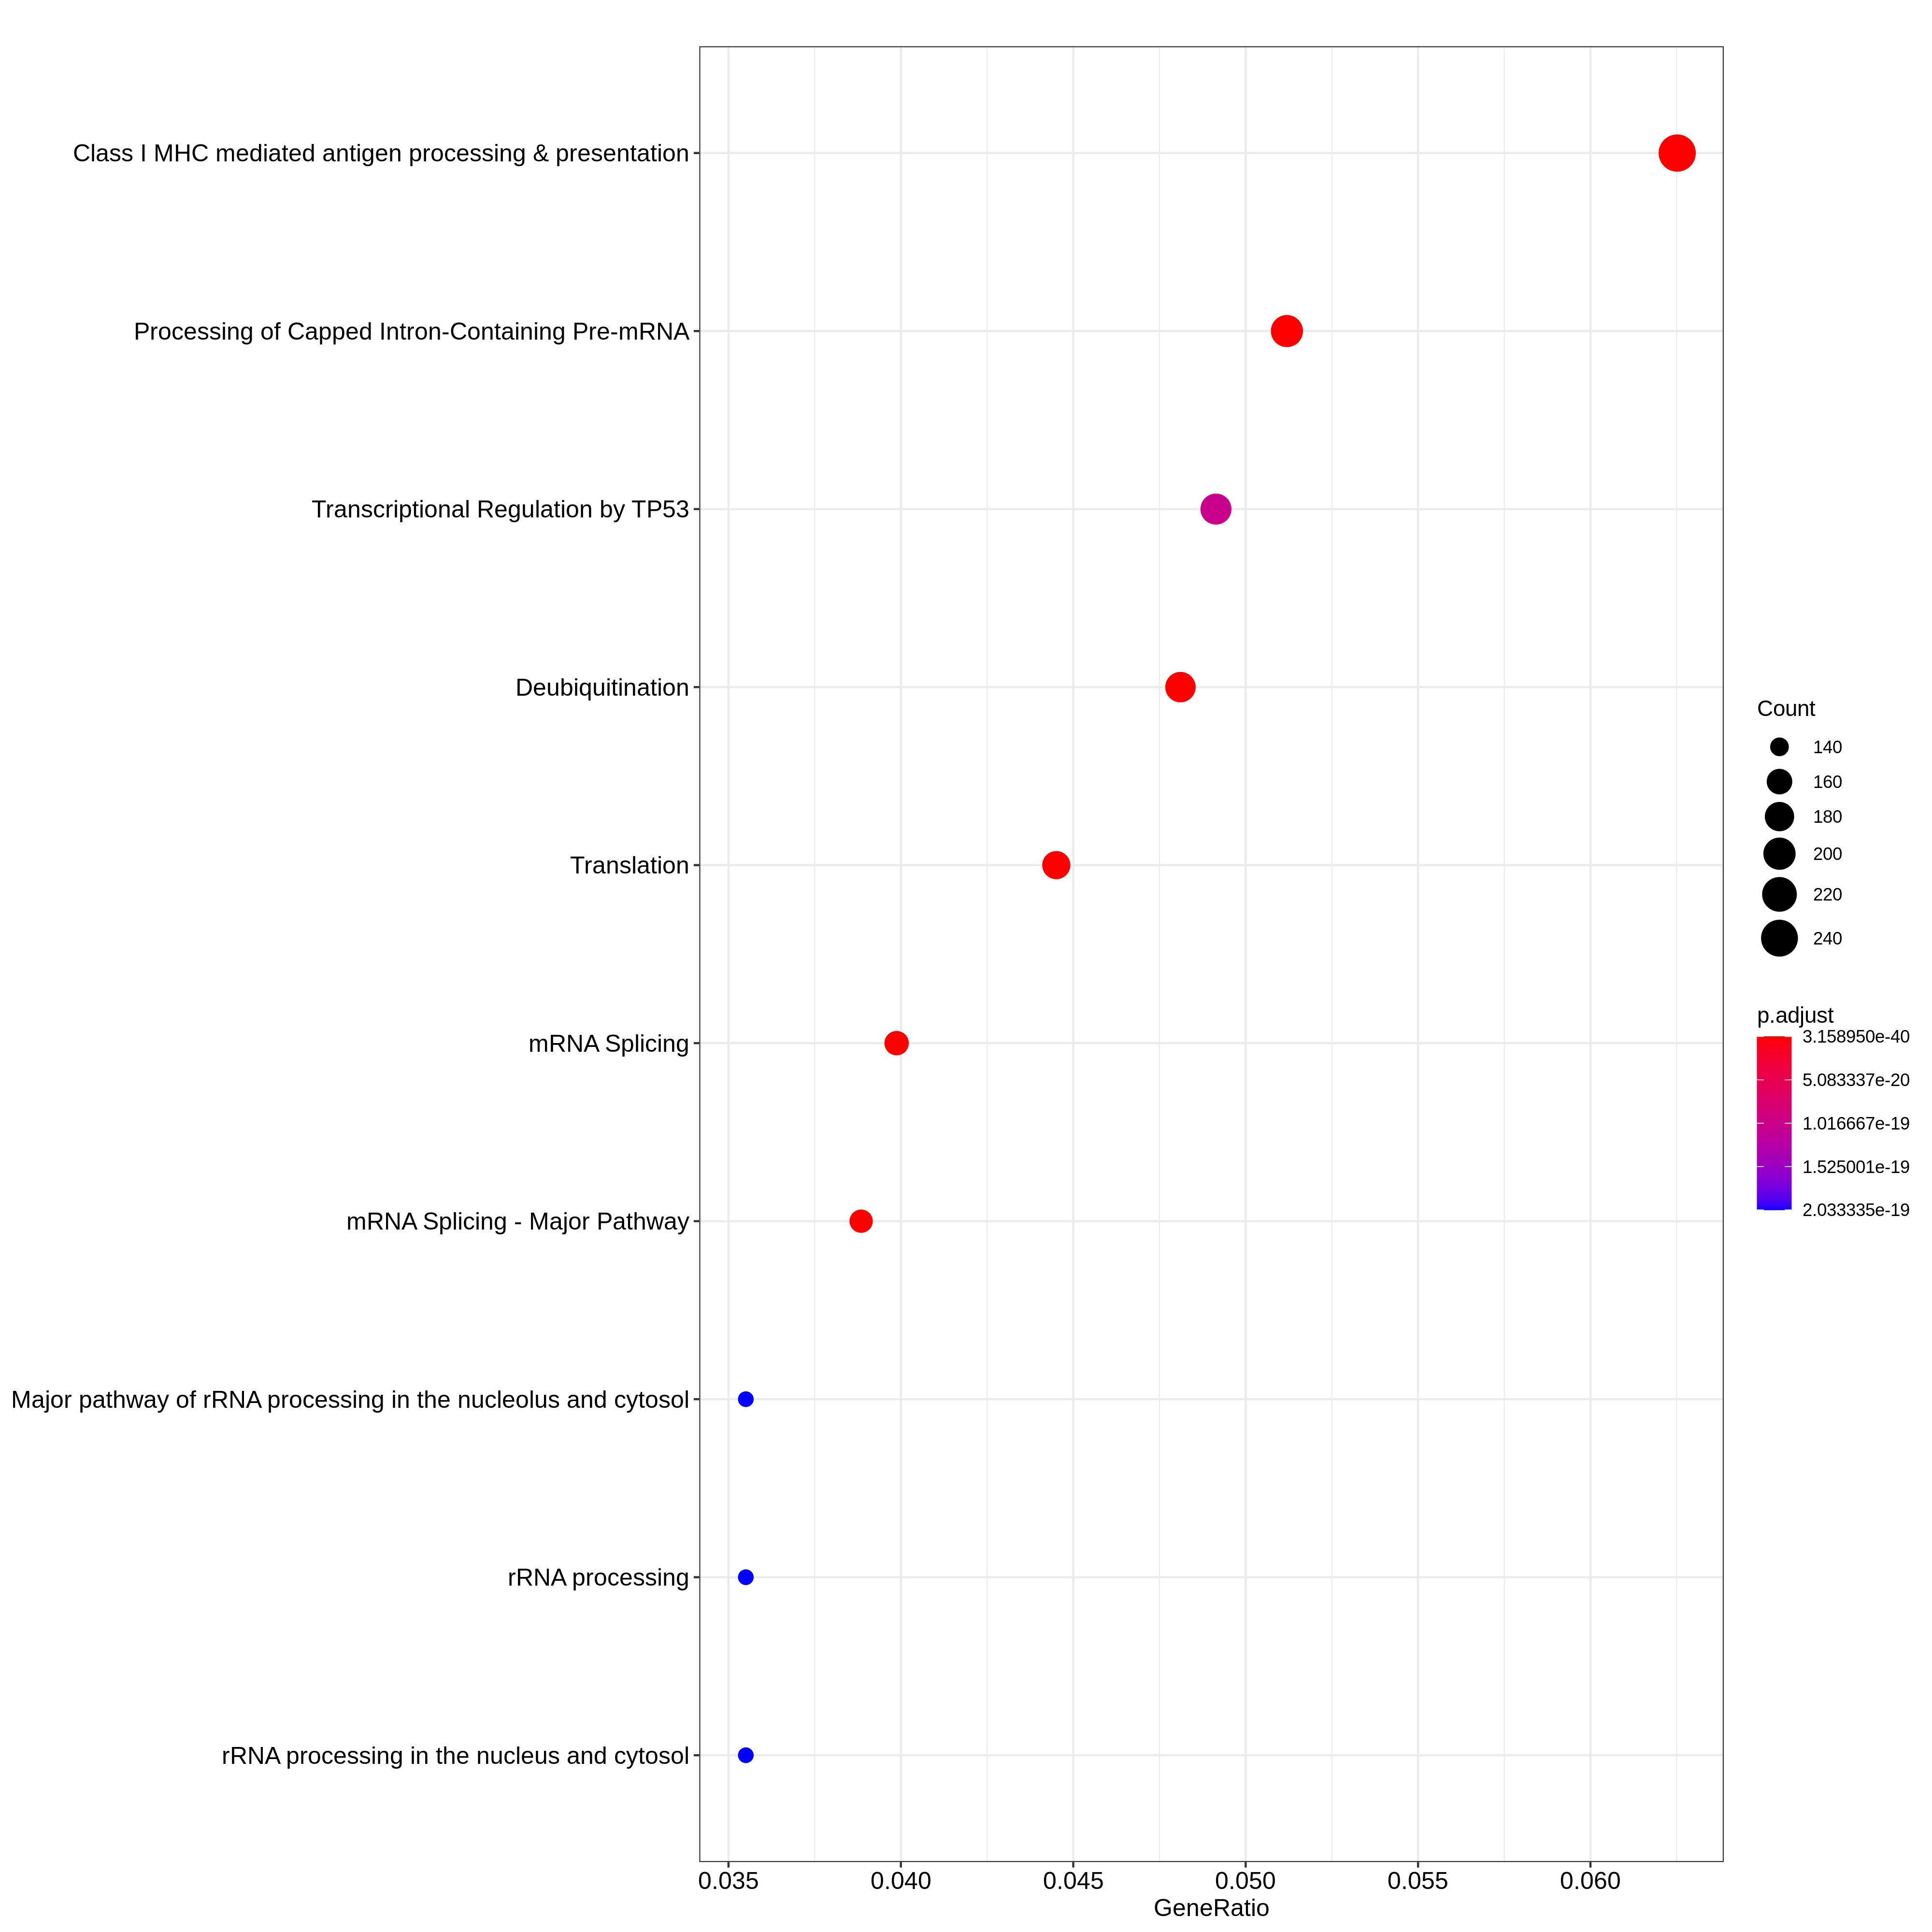 Class I MHC mediated antigen processing & presentation
Processing of Capped Intron-Containing Pre-mRNA
Transcriptional Regulation by TP53
Deubiquitination
Translation
mRNA Splicing
mRNA Splicing - Major Pathway
Major pathway of rRNA processing in the nucleolus and cytosol
rRNA processing
rRNA processing in the nucleus and cytosol
0.035 0.040 0.045 0.050 0.055 0.060
GeneRatio
Count
140
160
180
200
220
240
p.adjust
3.158950e-40
5.083337e-20
1.016667e-19
1.525001e-19
2.033335e-19